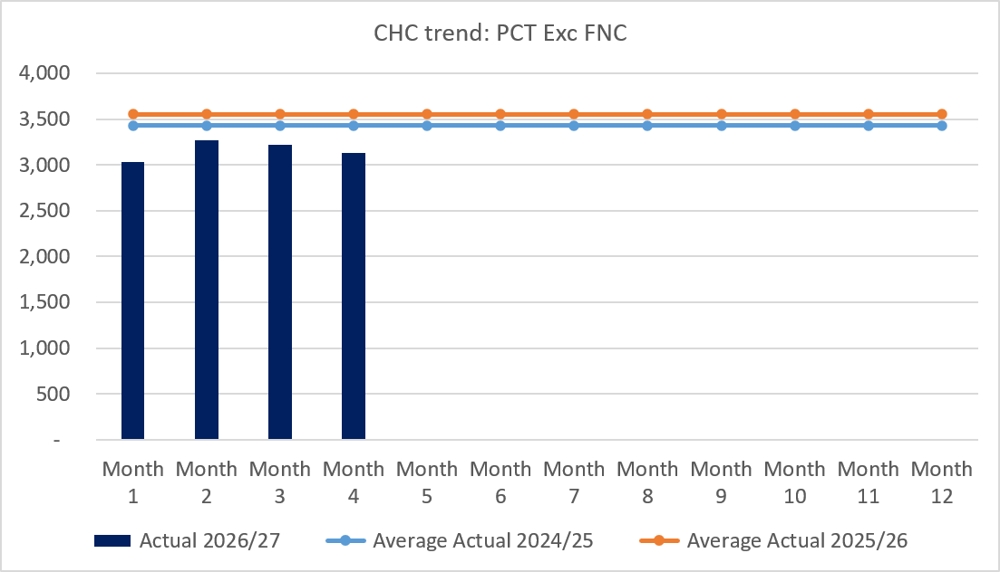 CHC trend: PCT Exc FNC
4,000
3,500
3,000
2,500
2,000
1,500
1,000
500
-
Month Month Month Month Month Month Month Month Month Month Month Month
1 2 3 4 5 6 7 8 9 10 11 12
Actual 2026/27 Average Actual 2024/25 Average Actual 2025/26